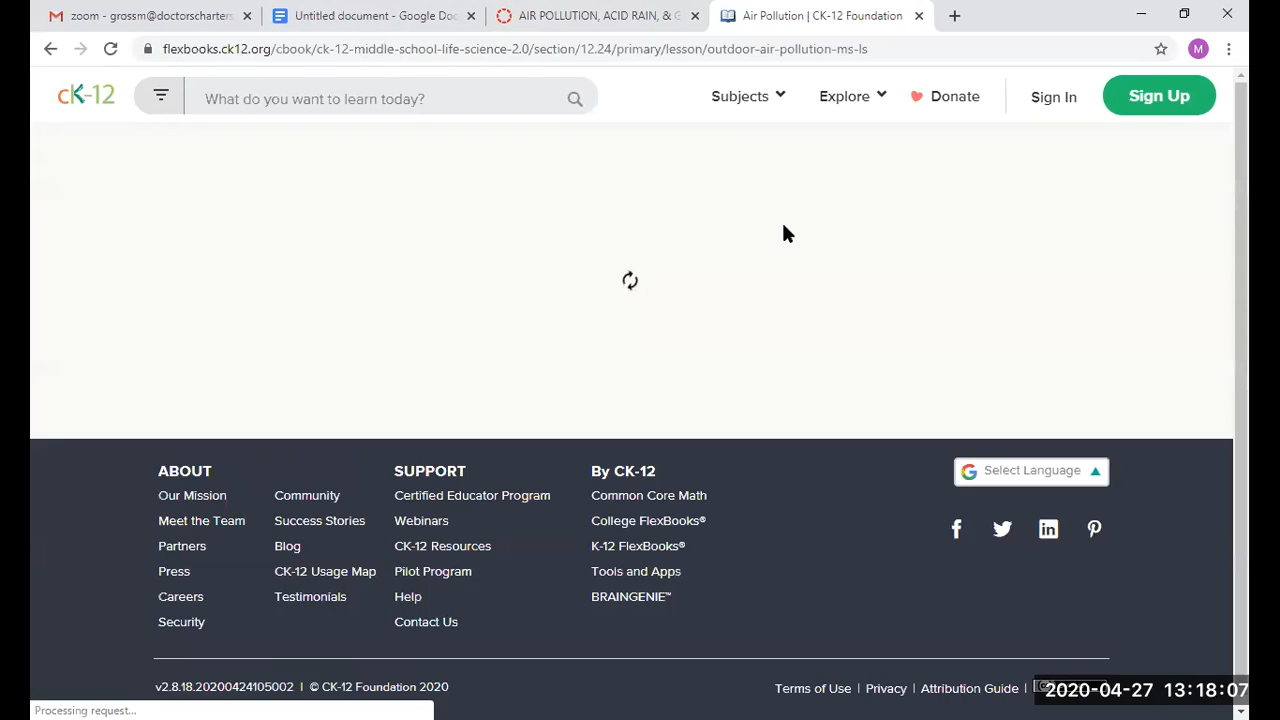 zoom - grossm@doctorscharters
Untitled document - Google Doc
AIR POLLUTION, ACID RAIN, & G
Air Pollution | CK-12 Foundation
flexbooks.ck12.org/cbook/ck-12-middle-school-life-science-2.0/section/12.24/primary/lesson/outdoor-air-pollution-ms-ls
M
cK-12
What do you want to learn today?
Subjects
Explore
Donate
Sign In
Sign Up
ABOUT
Our Mission
Meet the Team
Partners
Press
Careers
Security
Community
Success Stories
Blog
CK-12 Usage Map
Testimonials
SUPPORT
Certified Educator Program
Webinars
CK-12 Resources
Pilot Program
Help
Contact Us
By CK-12
Common Core Math
College FlexBooks®
K-12 FlexBooks®
Tools and Apps
BRAINGENIE™
G Select Language
v2.8.18.20200424105002 | © CK-12 Foundation 2020
Terms of Use | Privacy | Attribution Guide |
2020-04-27 13:18:07
Processing request...